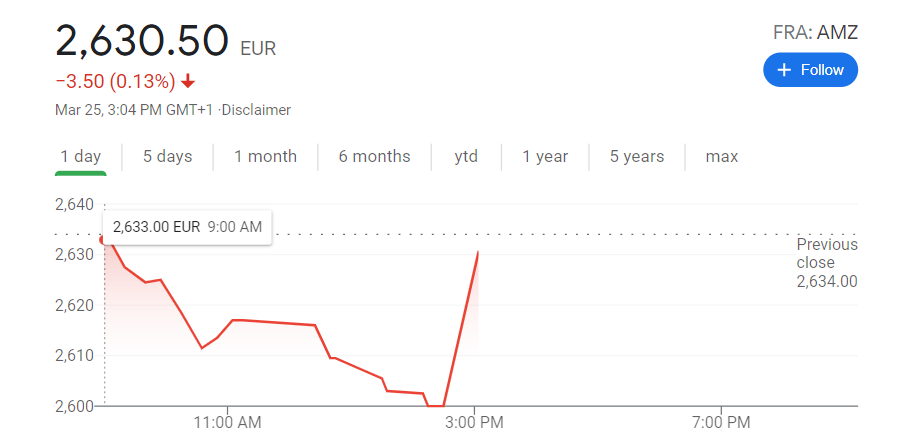 2,630.50 EUR
FRA: AMZ
−3.50 (0.13%)
+ Follow
Mar 25, 3:04 PM GMT+1 ·Disclaimer
1 day 5 days 1 month 6 months ytd 1 year 5 years max
2,640
2,633.00 EUR 9:00 AM
2,630
Previous
close
2,634.00
2,620
2,610
2,600
11:00 AM 3:00 PM 7:00 PM